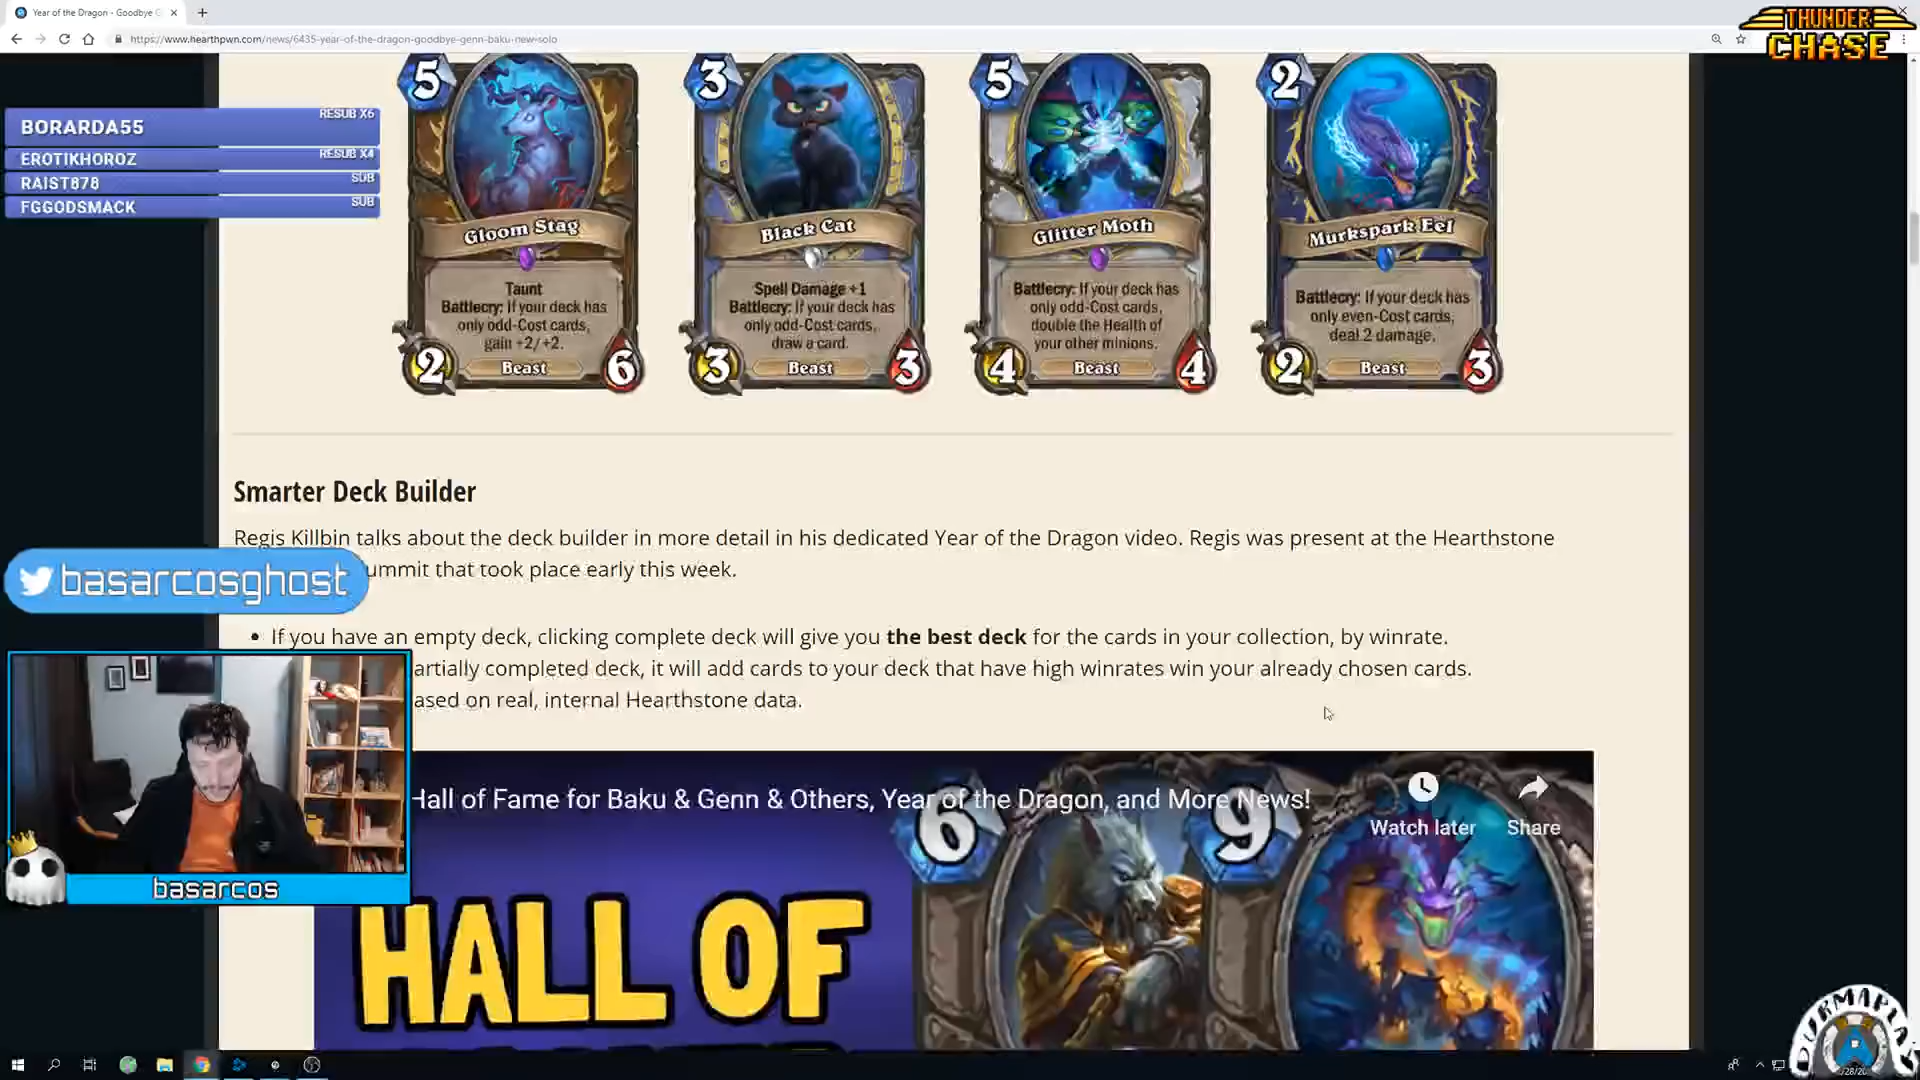 Year of the Dragon - Goodbye G
THUNDER
CHASE
https://www.hearthpwn.com/news/6435-year-of-the-dragon-goodbye-genn-baku-new-solo
5
3
5
2
BORARDA55 RESUB X6
EROTIKHOROZ RESUB X4
RAIST878 SUB
FGGODSMACK SUB
Gloom Stag
Taunt
Battlecry: If your deck has
only odd-Cost cards,
gain +2/+2.
2 Beast 6
Black Cat
Spell Damage +1
Battlecry: If your deck has
only odd-Cost cards,
draw a card.
3 Beast 3
Glitter Moth
Battlecry: If your deck has
only odd-Cost cards,
double the Health of
your other minions.
4 Beast 4
Murkspark Eel
Battlecry: If your deck has
only even-Cost cards,
deal 2 damage.
2 Beast 3
Smarter Deck Builder
Regis Killbin talks about the deck builder in more detail in his dedicated Year of the Dragon video. Regis was present at the Hearthstone
ummit that took place early this week.
basarcosghost
• If you have an empty deck, clicking complete deck will give you the best deck for the cards in your collection, by winrate.
artially completed deck, it will add cards to your deck that have high winrates win your already chosen cards.
ased on real, internal Hearthstone data.
Hall of Fame for Baku & Genn & Others, Year of the Dragon, and More News!
Watch later
Share
6
9
HALL OF
basarcos